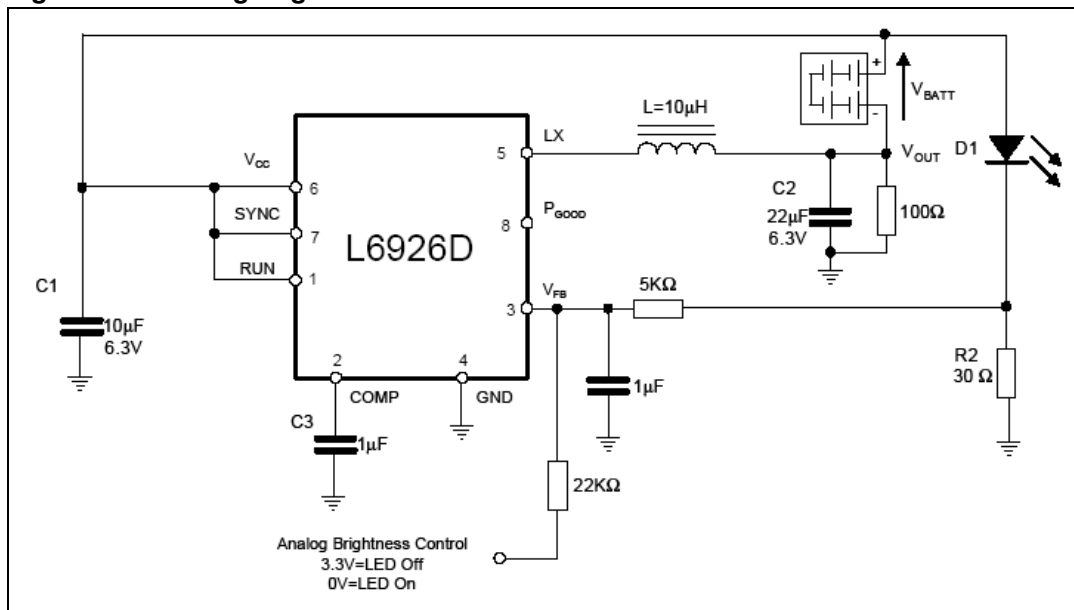 +
-
V_BATT
L=10µH
LX
5
V_OUT
D1
V_CC
6
C2
22µF
6.3V
100Ω
SYNC
7
P_GOOD
8
L6926D
RUN
1
C1
10µF
6.3V
V_FB
3
5KΩ
2
4
COMP
GND
1µF
R2
30 Ω
C3
1µF
22KΩ
Analog Brightness Control
3.3V=LED Off
0V=LED On